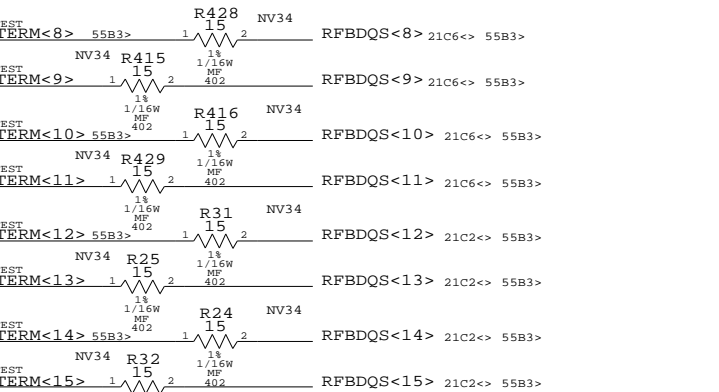 R428
EST 15 NV34
TERM<8> 55B3> 1 2 RFBDQS<8> 21C6<> 55B3>
1%
NV34 R415 1/16W
EST 15 MF
TERM<9> 1 2 402 RFBDQS<9> 21C6<> 55B3>
1%
1/16W R416 NV34
MF
EST 402 15
TERM<10> 55B3> 1 2 RFBDQS<10> 21C6<> 55B3>
1%
NV34 R429 1/16W
EST 15 MF
TERM<11> 1 2 402 RFBDQS<11> 21C6<> 55B3>
1%
1/16W R31 NV34
MF
EST 402 15
TERM<12> 55B3> 1 2 RFBDQS<12> 21C2<> 55B3>
1%
NV34 R25 1/16W
EST 15 MF
TERM<13> 1 2 402 RFBDQS<13> 21C2<> 55B3>
1%
1/16W R24 NV34
MF
EST 402 15
TERM<14> 55B3> 1 2 RFBDQS<14> 21C2<> 55B3>
1%
NV34 R32 1/16W
EST 15 MF
TERM<15> 1 2 402 RFBDQS<15> 21C2<> 55B3>